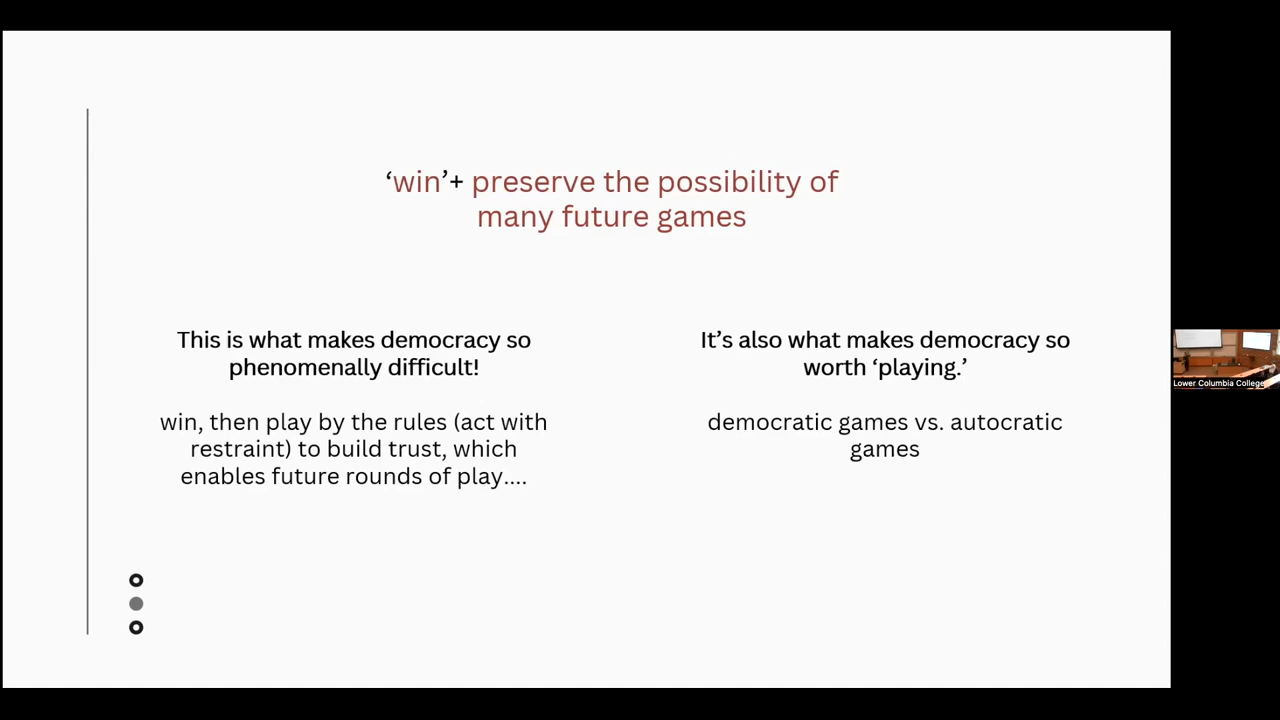 ‘win’+ preserve the possibility of
many future games
This is what makes democracy so
phenomenally difficult!
win, then play by the rules (act with
restraint) to build trust, which
enables future rounds of play....
It’s also what makes democracy so
worth ‘playing.’
democratic games vs. autocratic
games
Lower Columbia College